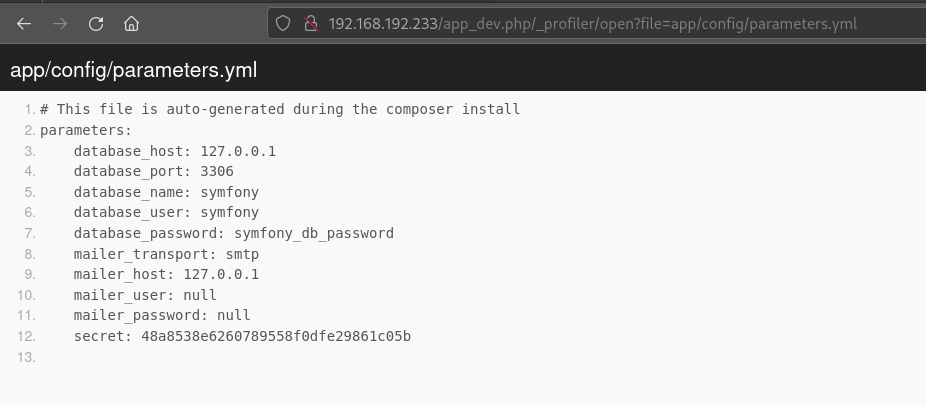 192.168.192.233/app_dev.php/_profiler/open?file=app/config/parameters.yml
app/config/parameters.yml
1. # This file is auto-generated during the composer install
2. parameters:
3.     database_host: 127.0.0.1
4.     database_port: 3306
5.     database_name: symfony
6.     database_user: symfony
7.     database_password: symfony_db_password
8.     mailer_transport: smtp
9.     mailer_host: 127.0.0.1
10.     mailer_user: null
11.     mailer_password: null
12.     secret: 48a8538e6260789558f0dfe29861c05b
13.